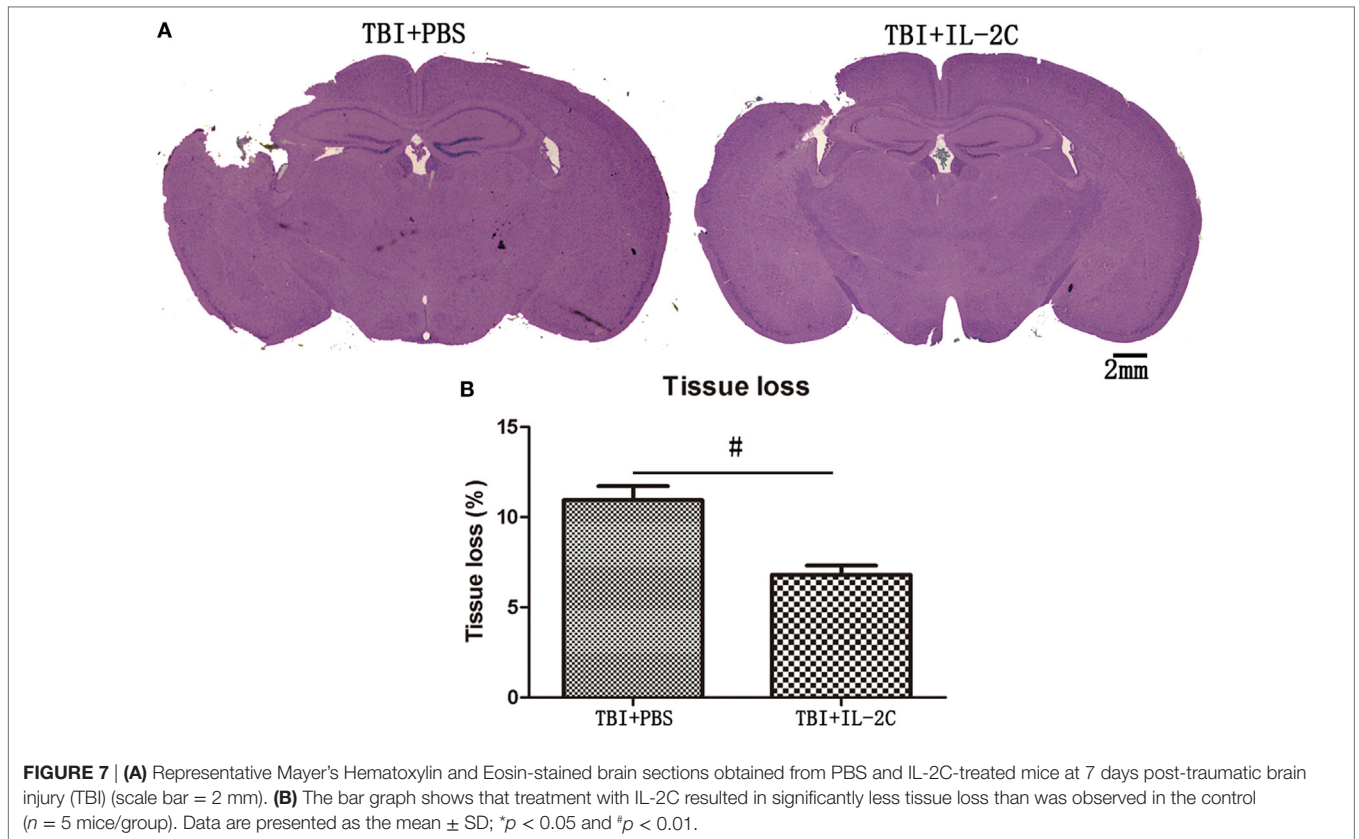 A
TBI+PBS
TBI+IL-2C
2mm
B
Tissue loss
Tissue loss (%)
15
10
5
0
#
TBI+PBS
TBI+IL-2C
FIGURE 7 | (A) Representative Mayer's Hematoxylin and Eosin-stained brain sections obtained from PBS and IL-2C-treated mice at 7 days post-traumatic brain
injury (TBI) (scale bar = 2 mm). (B) The bar graph shows that treatment with IL-2C resulted in significantly less tissue loss than was observed in the control
(n = 5 mice/group). Data are presented as the mean ± SD; *p < 0.05 and #p < 0.01.